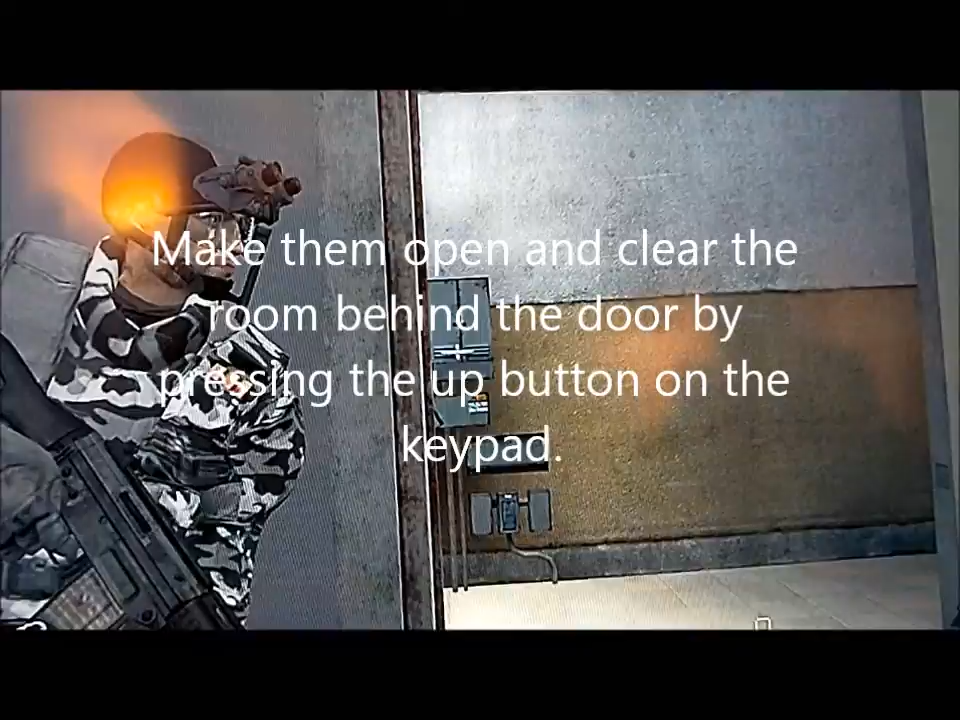 Make them open and clear the
room behind the door by
pressing the up button on the
keypad.